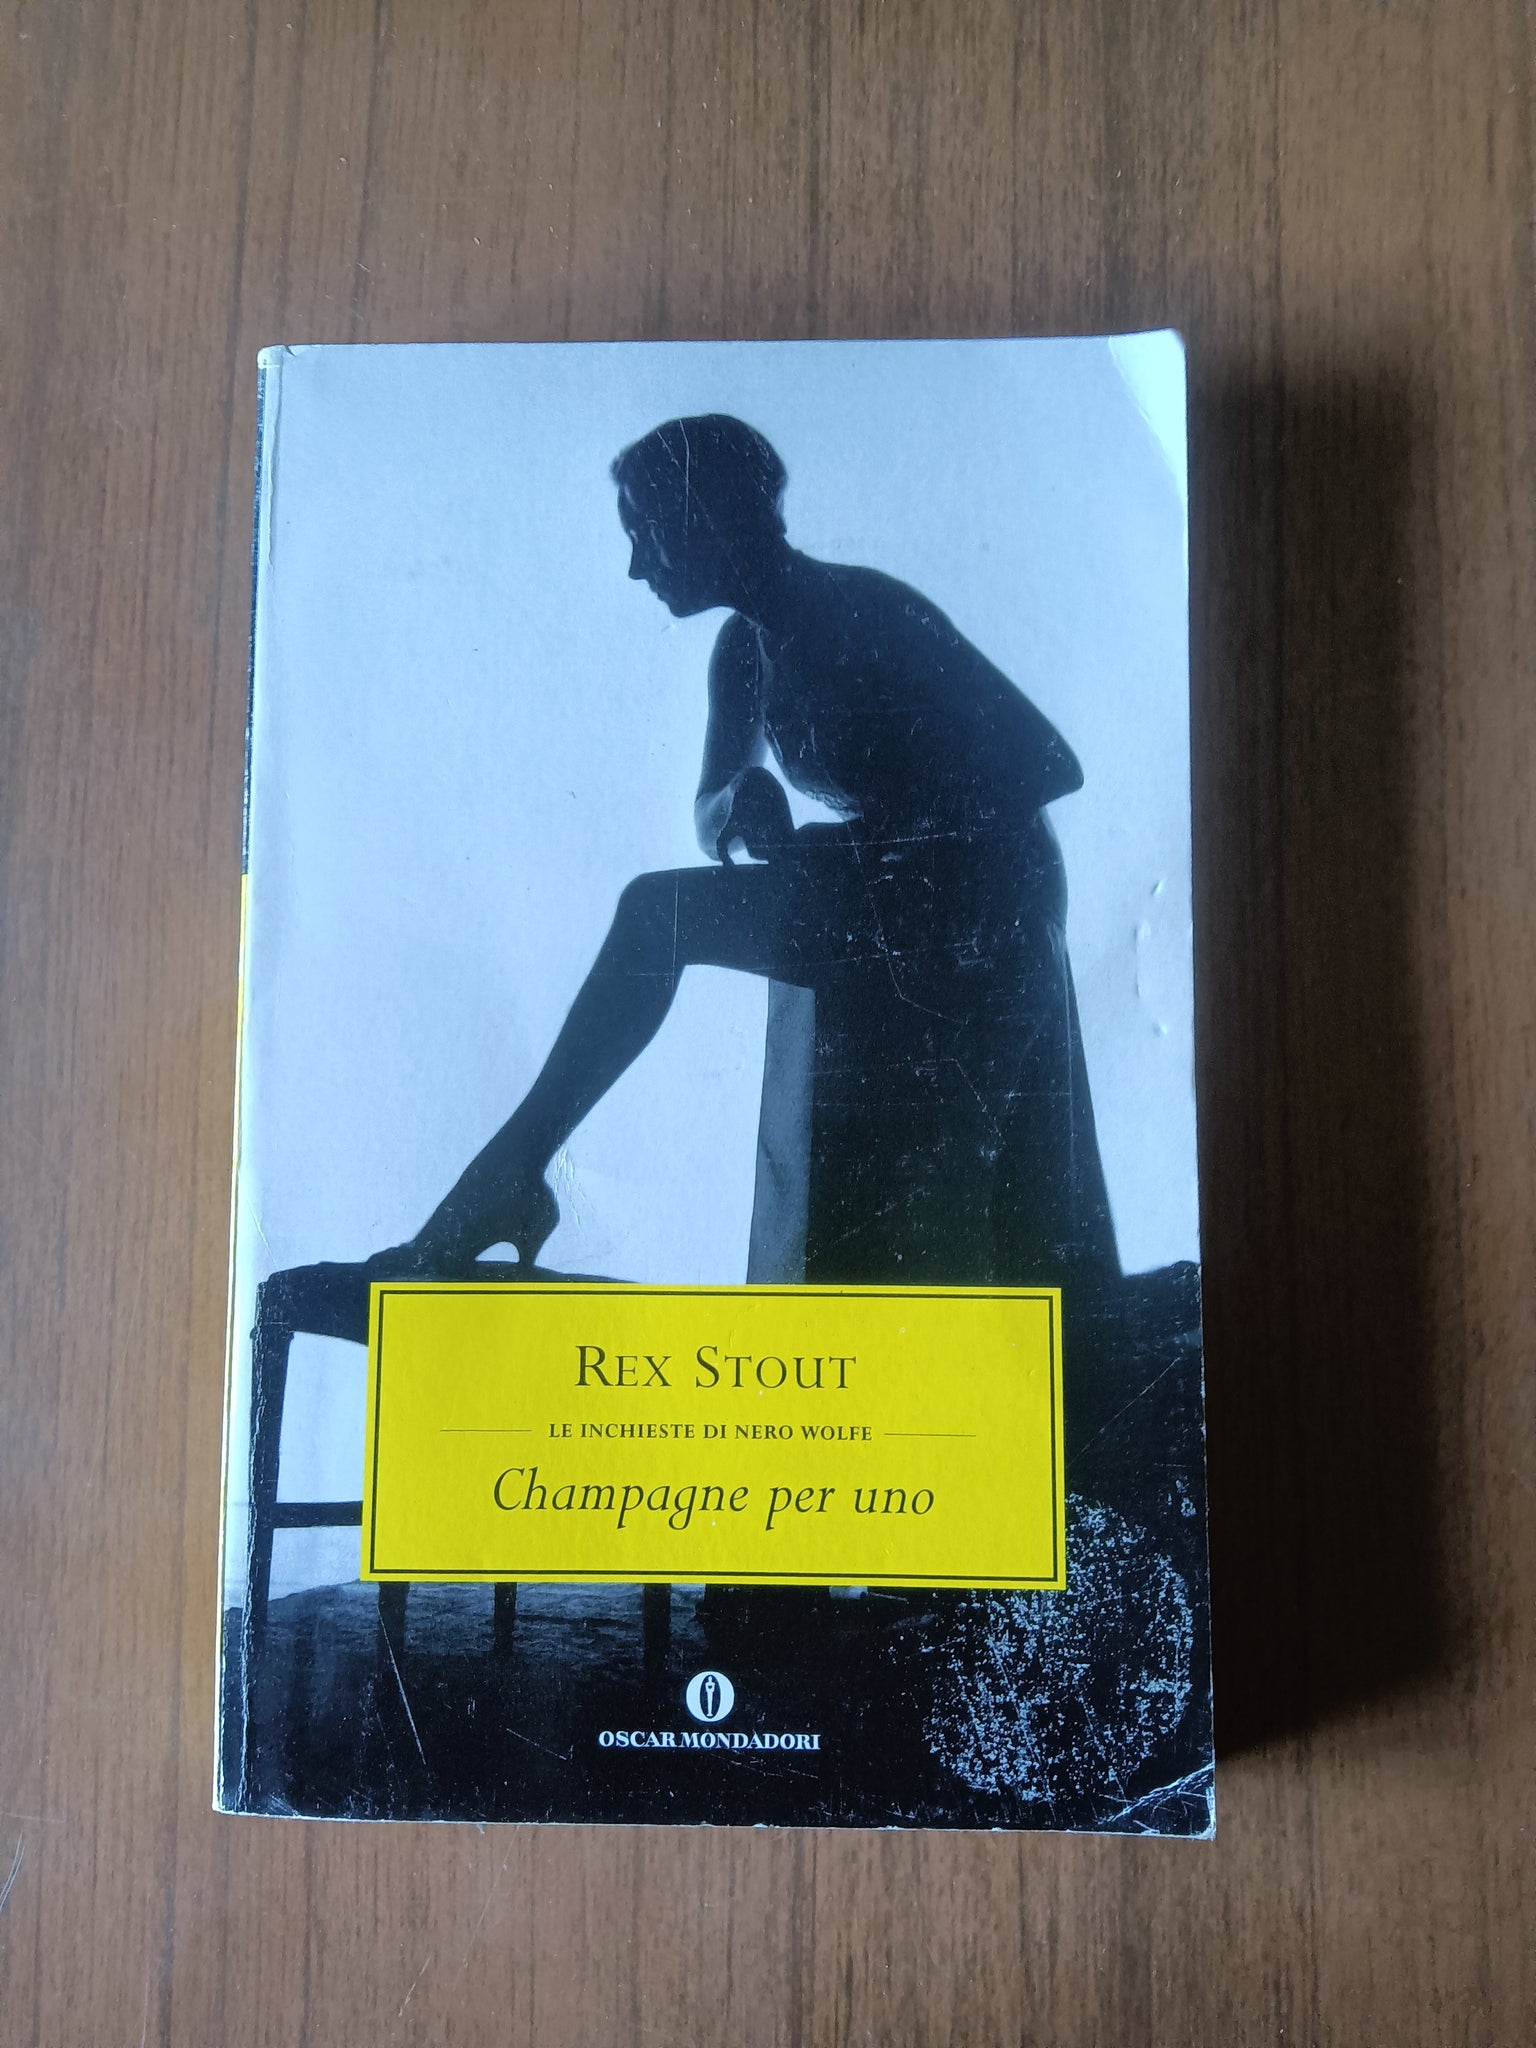 REX STOUT
LE INCHIESTE DI NERO WOLFE
Champagne per uno
OSCAR MONDADORI